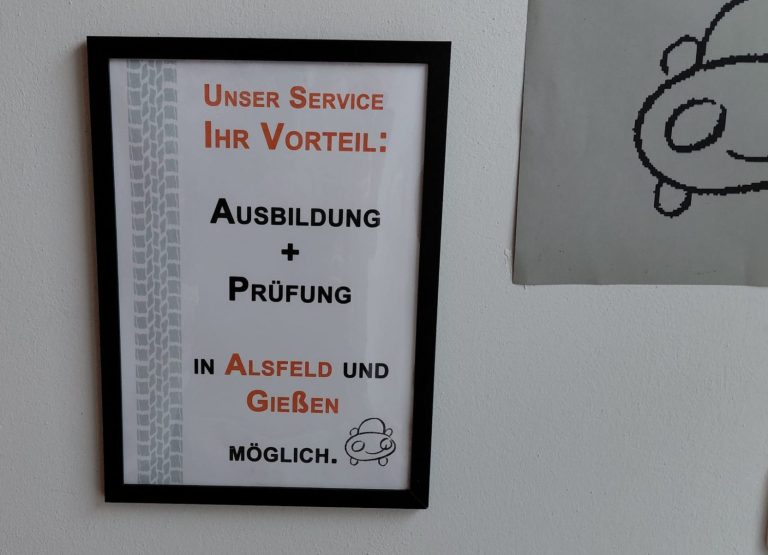 Unser Service
Ihr Vorteil:
Ausbildung
+
Prüfung
in Alsfeld und
Gießen
möglich.